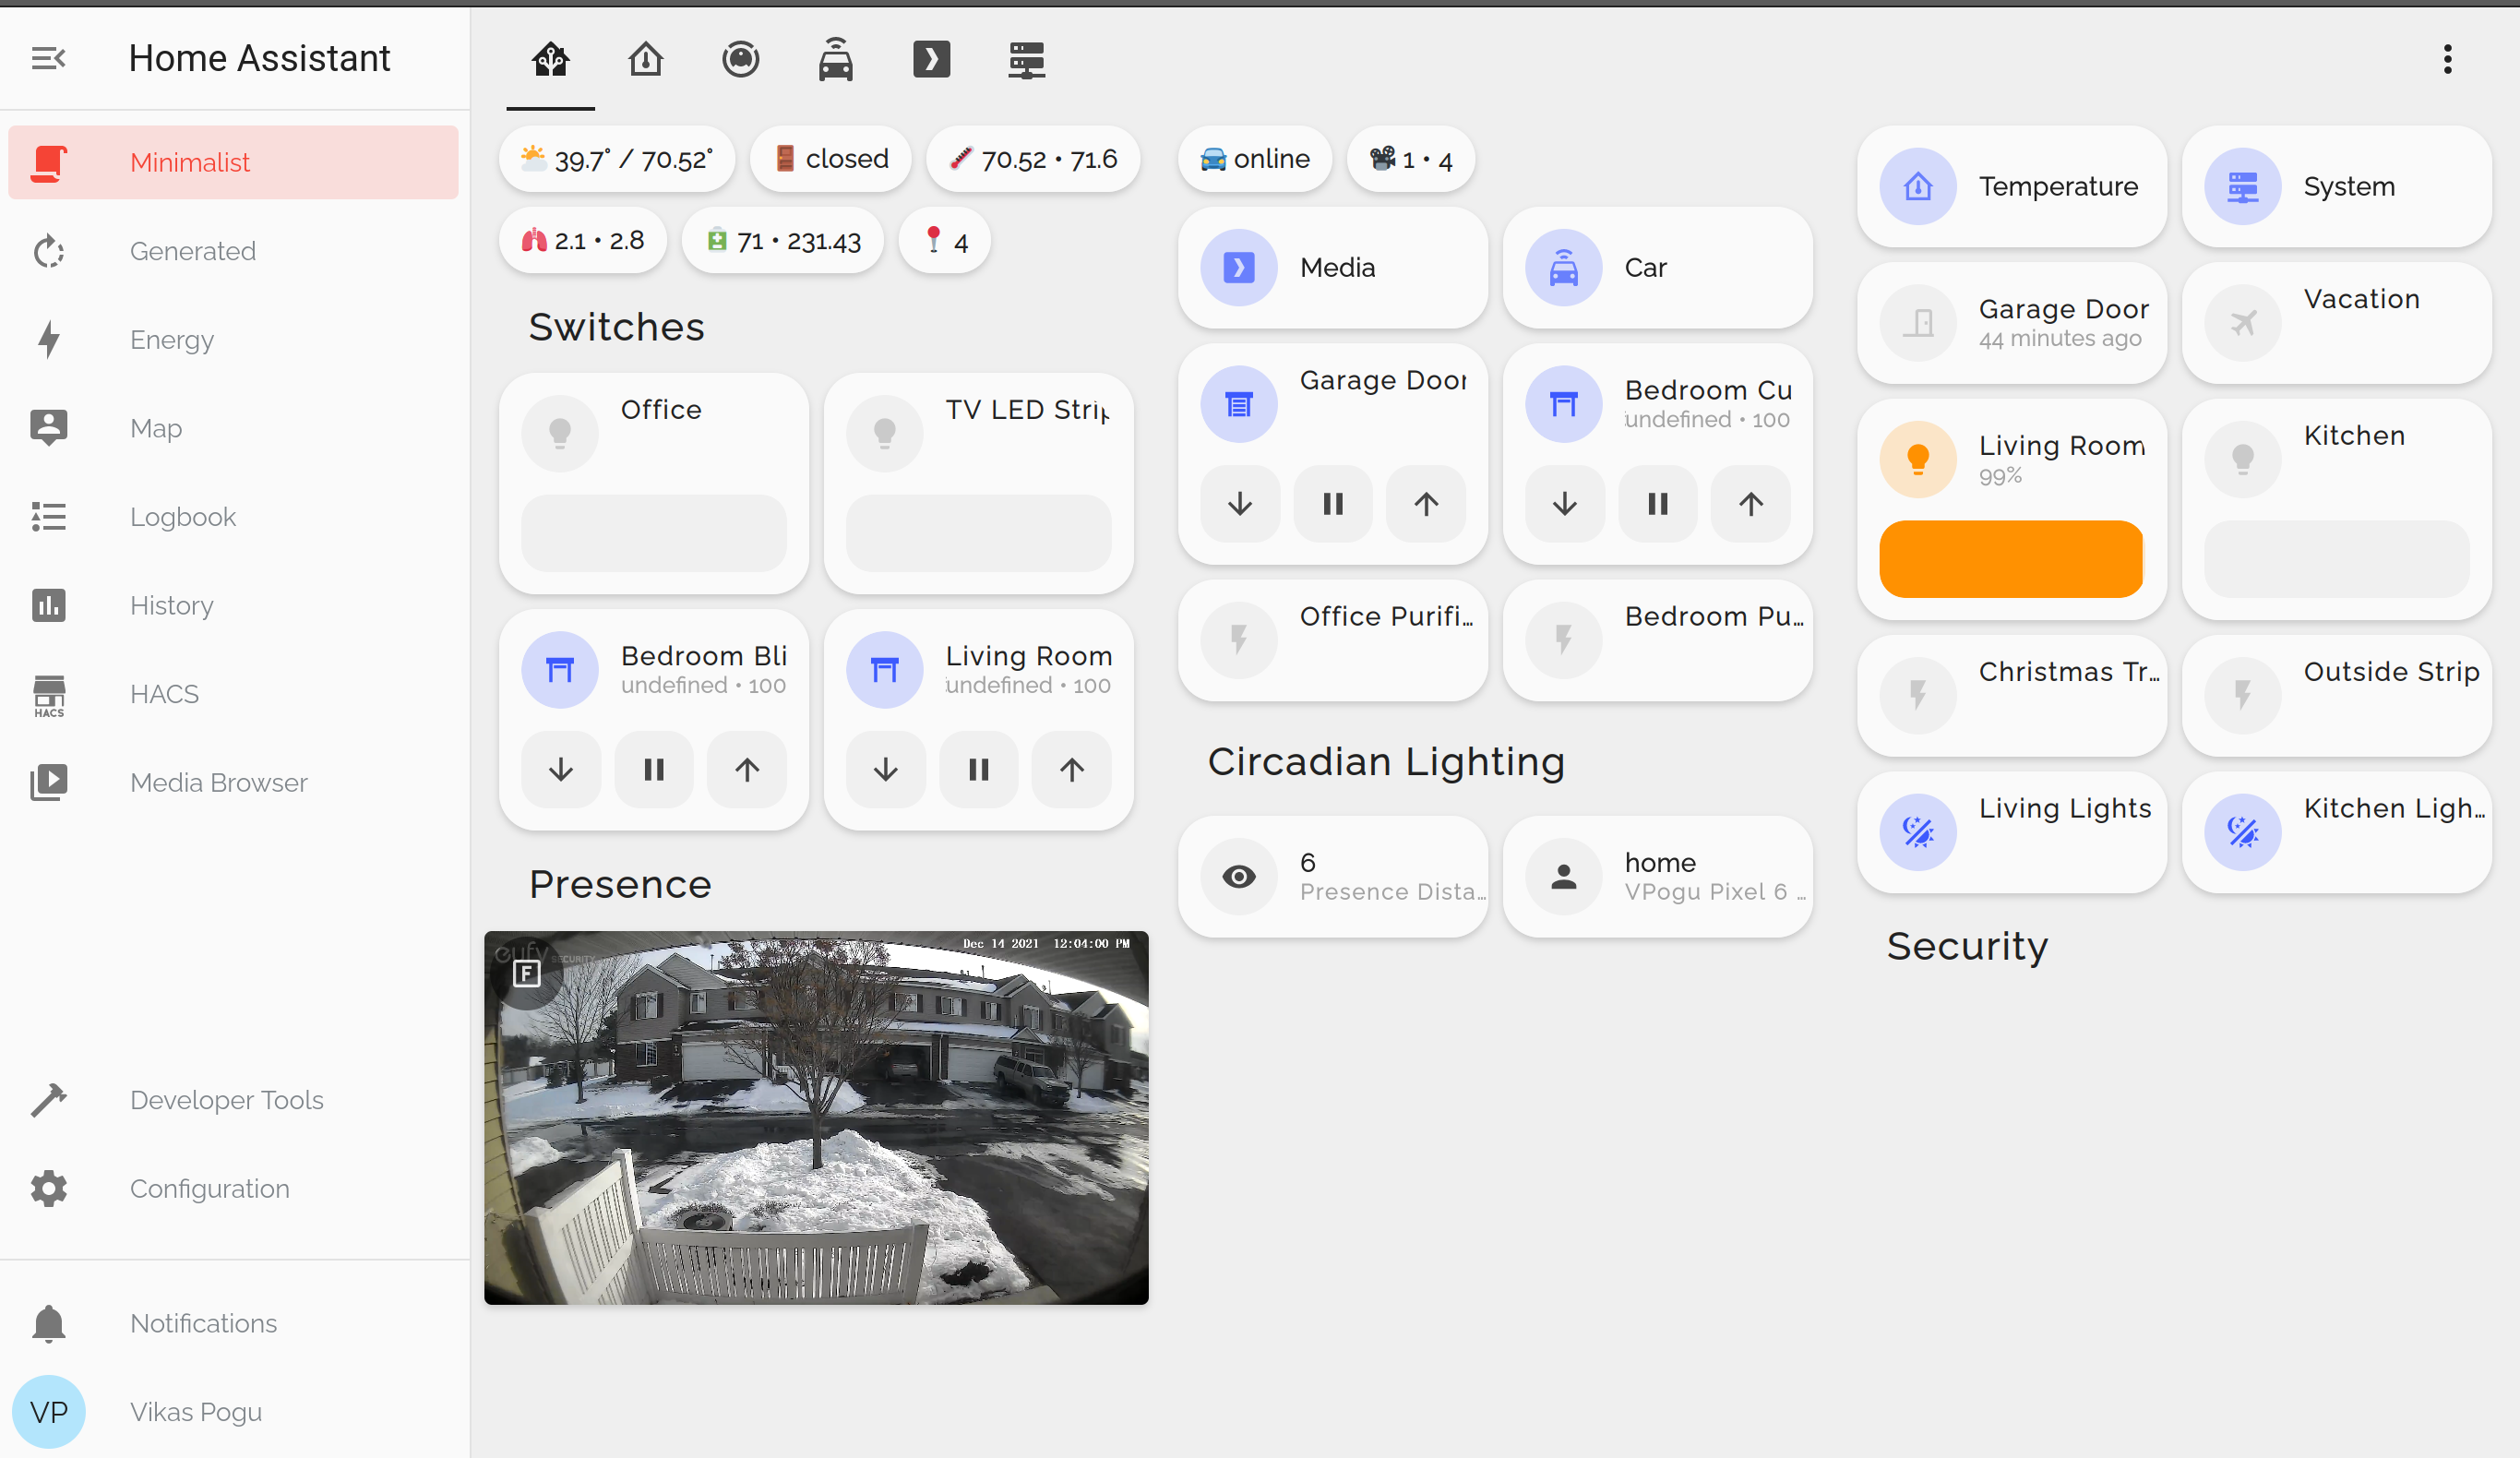 Home Assistant
Minimalist
Generated
Energy
Map
Logbook
History
HACS
HACS
Media Browser
Developer Tools
Configuration
Notifications
VP
Vikas Pogu
39.7° / 70.52°
closed
70.52 • 71.6
2.1 • 2.8
71 • 231.43
4
Switches
Office
TV LED Strip
Bedroom Bli
undefined • 100
Living Room
undefined • 100
Presence
eufy SECURITY
F
Dec 14 2021 12:04:00 PM
online
1 • 4
Media
Car
Garage Door
Bedroom Cu
undefined • 100
Office Purifi...
Bedroom Pu...
Circadian Lighting
6
Presence Dista...
home
VPogu Pixel 6 ...
Temperature
System
Garage Door
44 minutes ago
Vacation
Living Room
99%
Kitchen
Christmas Tr...
Outside Strip
Living Lights
Kitchen Ligh...
Security